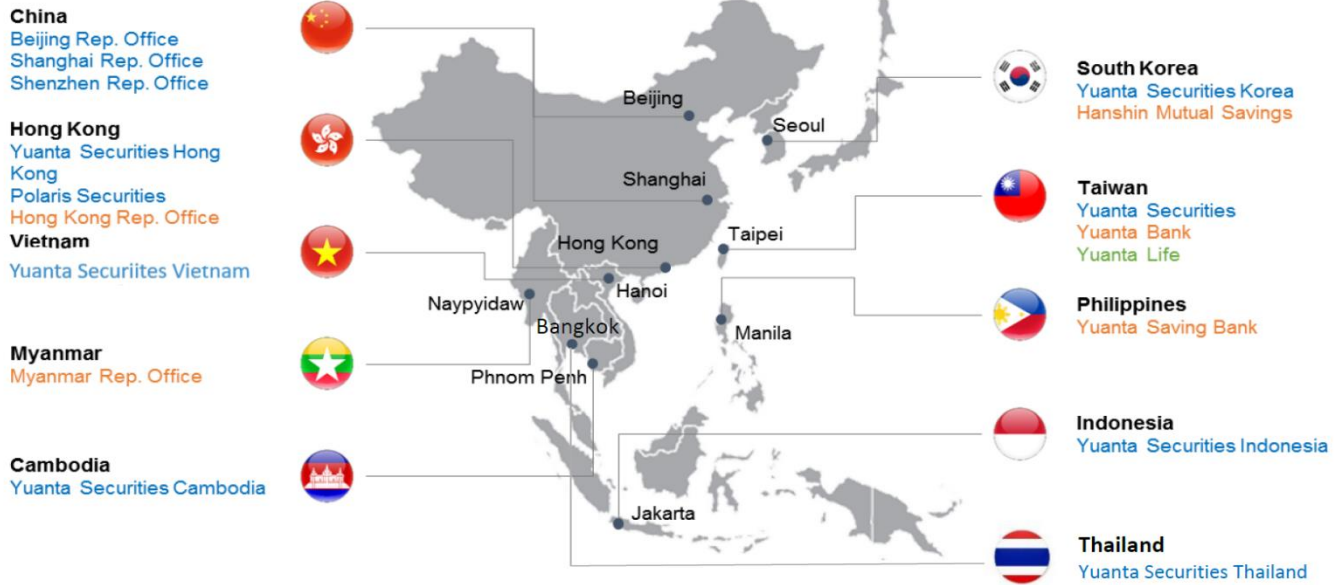 China
Beijing Rep. Office
Shanghai Rep. Office
Shenzhen Rep. Office
Hong Kong
Yuanta Securities Hong
Kong
Polaris Securities
Hong Kong Rep. Office
Vietnam
Yuanta Securiites Vietnam
Myanmar
Myanmar Rep. Office
Cambodia
Yuanta Securities Cambodia
Beijing
Seoul
Shanghai
Taipei
Hong Kong
Hanoi
Naypyidaw
Bangkok
Manila
Phnom Penh
Jakarta
South Korea
Yuanta Securities Korea
Hanshin Mutual Savings
Taiwan
Yuanta Securities
Yuanta Bank
Yuanta Life
Philippines
Yuanta Saving Bank
Indonesia
Yuanta Securities Indonesia
Thailand
Yuanta Securities Thailand